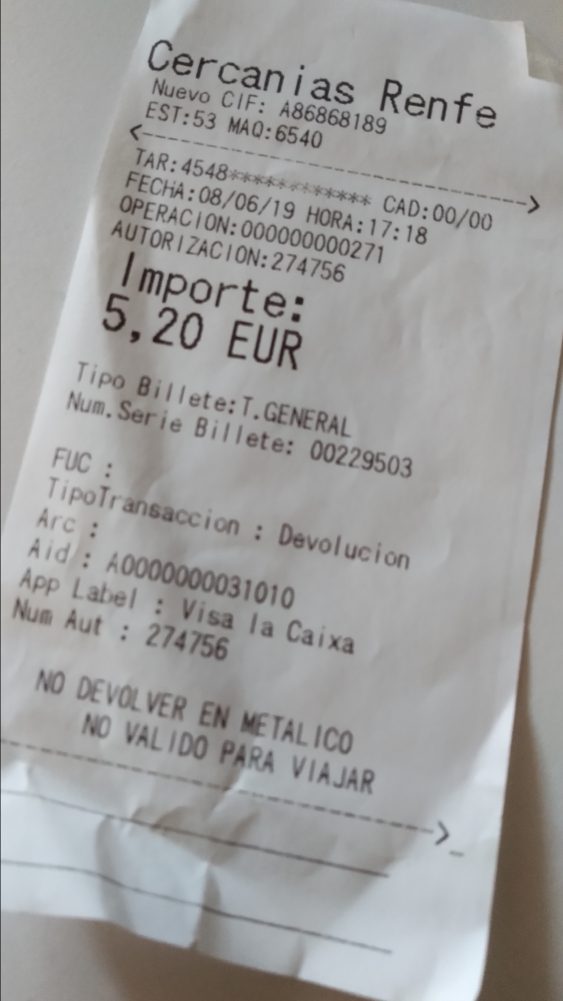 Cercanias Renfe
Nuevo CIF: A86868189
EST:53 MAQ:6540
<------------------------------->
TAR:4548************ CAD:00/00
FECHA:08/06/19 HORA:17:18
OPERACION:000000000271
AUTORIZACION:274756
Importe:
5,20 EUR
Tipo Billete:T.GENERAL
Num.Serie Billete: 00229503
FUC :
TipoTransaccion : Devolucion
Arc :
Aid : A0000000031010
App Label : Visa la Caixa
Num Aut : 274756
NO DEVOLVER EN METALICO
NO VALIDO PARA VIAJAR
------------------------------->_